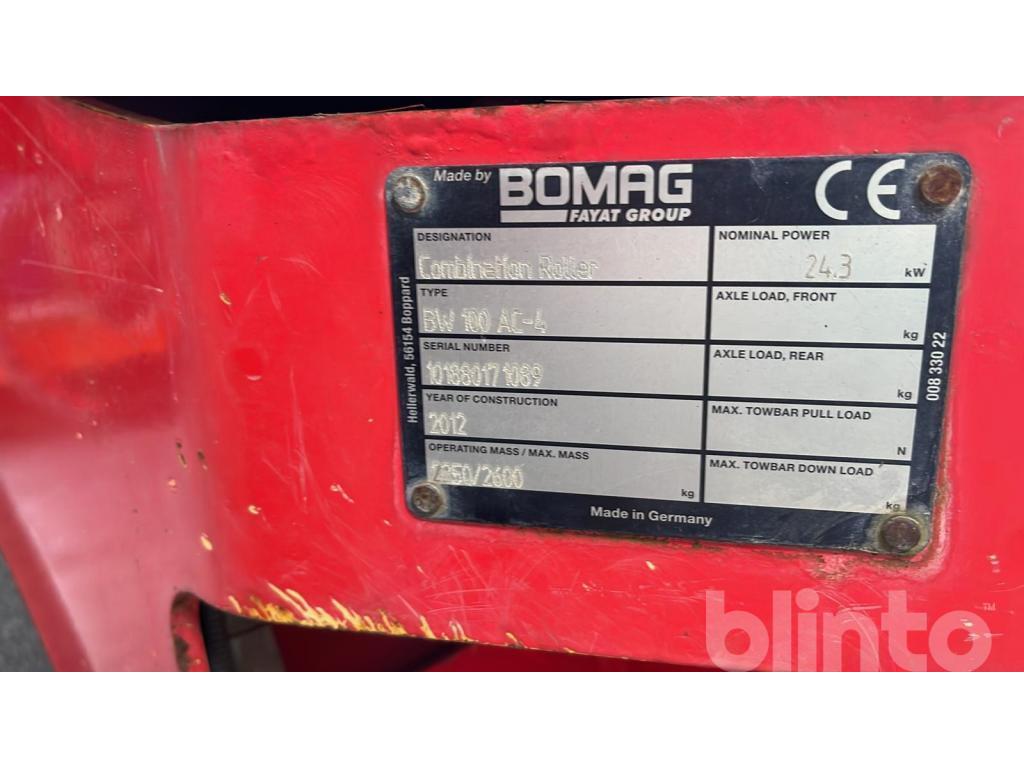 Made by BOMAG
FAYAT GROUP
CE
DESIGNATION
Combination Roller
NOMINAL POWER
24.3 kW
TYPE
BW 100 AC-4
AXLE LOAD, FRONT
kg
SERIAL NUMBER
101880171089
AXLE LOAD, REAR
kg
YEAR OF CONSTRUCTION
2012
MAX. TOWBAR PULL LOAD
N
OPERATING MASS / MAX. MASS
kg
MAX. TOWBAR DOWN LOAD
kg
Made in Germany
Hellerwald, 56154 Boppard
008 330 22
blinto™